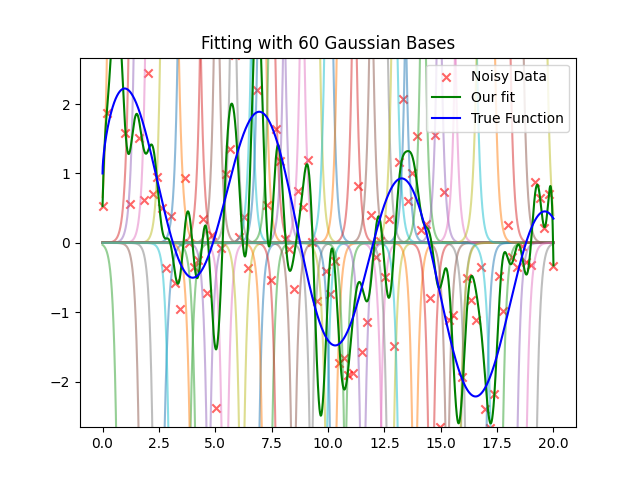 Fitting with 60 Gaussian Bases
Noisy Data
Our fit
True Function
2
1
0
−1
−2
0.0 2.5 5.0 7.5 10.0 12.5 15.0 17.5 20.0